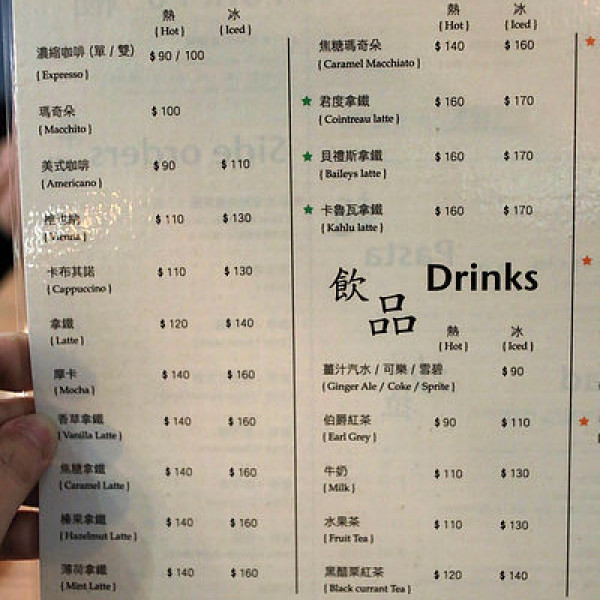 熱 冰
{ Hot } { Iced }
濃縮咖啡 (單 / 雙) $ 90 / 100
{ Expresso }
瑪奇朵 $ 100
{ Macchito }
美式咖啡 $ 90 $ 110
{ Americano }
維也納 $ 110 $ 130
{ Vienna }
卡布其諾 $ 110 $ 130
{ Cappuccino }
拿鐵 $ 120 $ 140
{ Latte }
摩卡 $ 140 $ 160
{ Mocha }
香草拿鐵 $ 140 $ 160
{ Vanilla Latte }
焦糖拿鐵 $ 140 $ 160
{ Caramel Latte }
榛果拿鐵 $ 140 $ 160
{ Hazelmut Latte }
薄荷拿鐵 $ 140 $ 160
{ Mint Latte }
熱 冰
{ Hot } { Iced }
焦糖瑪奇朵 $ 140 $ 160
{ Caramel Macchiato }
★ 君度拿鐵 $ 160 $ 170
{ Cointreau latte }
★ 貝禮斯拿鐵 $ 160 $ 170
{ Baileys latte }
★ 卡魯瓦拿鐵 $ 160 $ 170
{ Kahlu latte }
飲品 Drinks
熱 冰
{ Hot } { Iced }
薑汁汽水 / 可樂 / 雪碧 $ 90
{ Ginger Ale / Coke / Sprite }
伯爵紅茶 $ 90 $ 110
{ Earl Grey }
牛奶 $ 110 $ 130
{ Milk }
水果茶 $ 110 $ 130
{ Fruit Tea }
黑醋栗紅茶 $ 120 $ 140
{ Black currant Tea }